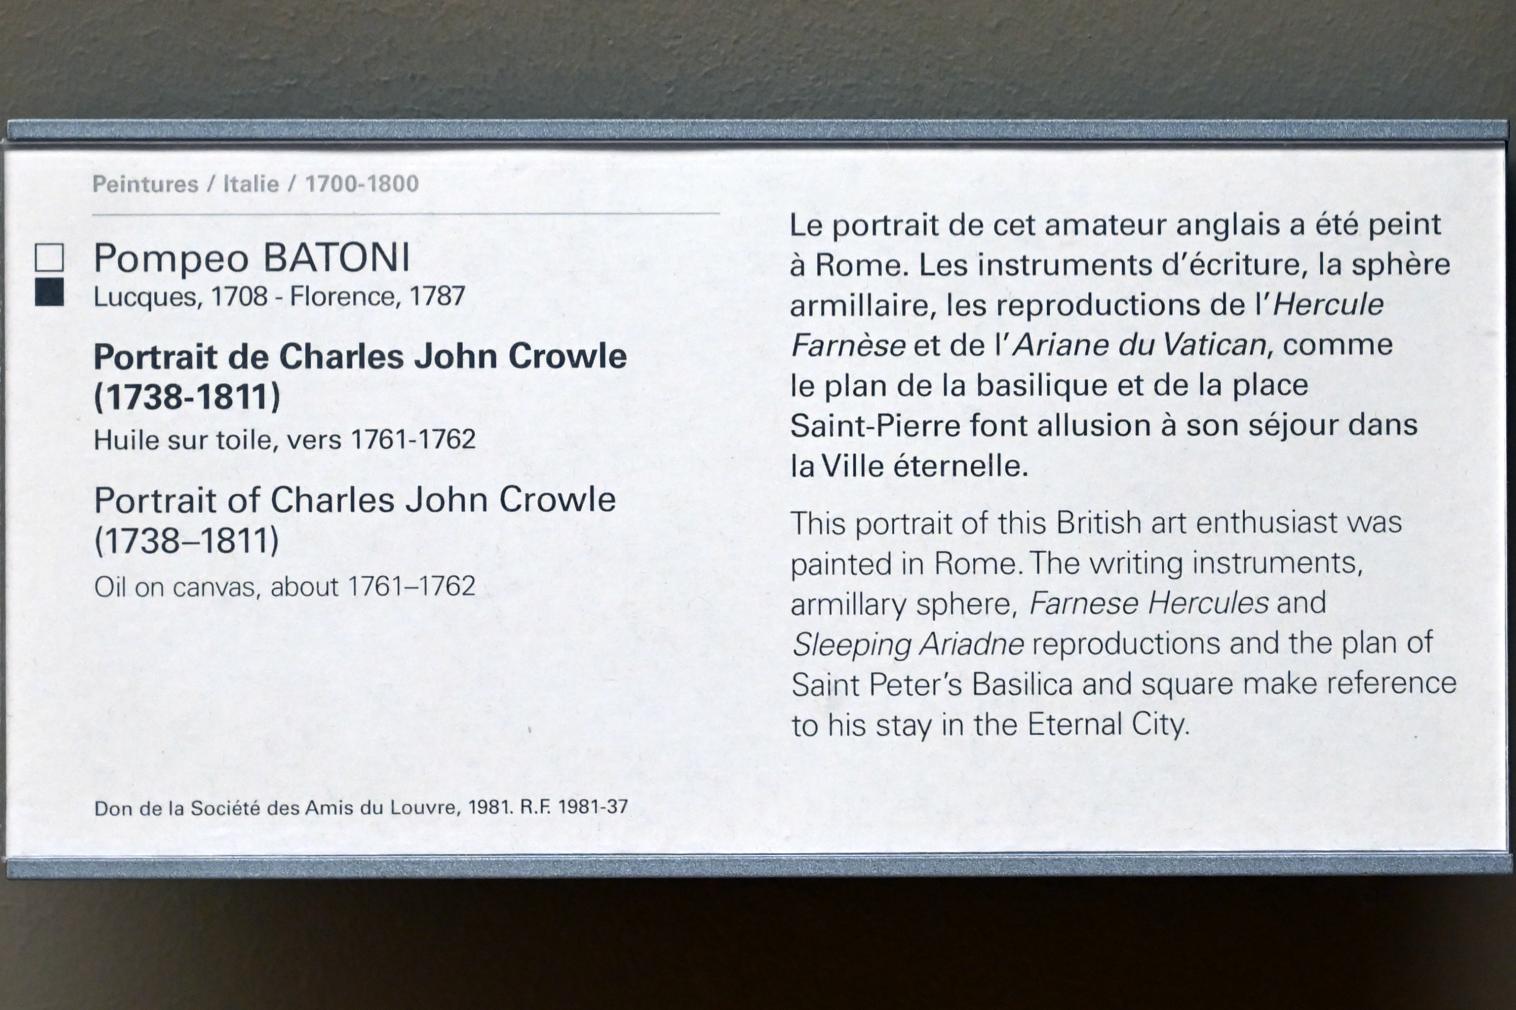 Peintures / Italie / 1700-1800
Pompeo BATONI
Lucques, 1708 - Florence, 1787
Portrait de Charles John Crowle
(1738-1811)
Huile sur toile, vers 1761-1762
Portrait of Charles John Crowle
(1738–1811)
Oil on canvas, about 1761–1762
Don de la Société des Amis du Louvre, 1981. R.F. 1981-37
Le portrait de cet amateur anglais a été peint
à Rome. Les instruments d’écriture, la sphère
armillaire, les reproductions de l’Hercule
Farnèse et de l’Ariane du Vatican, comme
le plan de la basilique et de la place
Saint-Pierre font allusion à son séjour dans
la Ville éternelle.
This portrait of this British art enthusiast was
painted in Rome. The writing instruments,
armillary sphere, Farnese Hercules and
Sleeping Ariadne reproductions and the plan of
Saint Peter’s Basilica and square make reference
to his stay in the Eternal City.